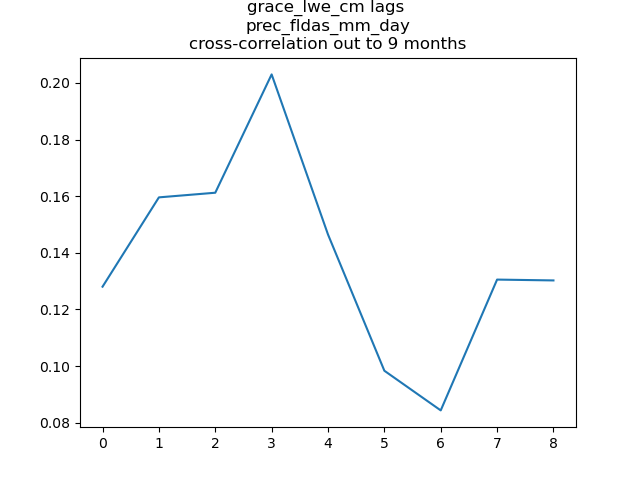 grace_lwe_cm lags
prec_fldas_mm_day
cross-correlation out to 9 months
0.20
0.18
0.16
0.14
0.12
0.10
0.08
0 1 2 3 4 5 6 7 8